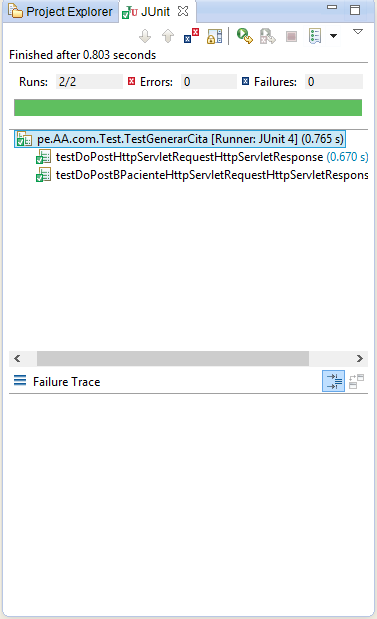 Project Explorer JUnit
Finished after 0.803 seconds
Runs: 2/2 Errors: 0 Failures: 0
pe.AA.com.Test.TestGenerarCita [Runner: JUnit 4] (0.765 s)
testDoPostHttpServletRequestHttpServletResponse (0.670 s)
testDoPostBPacienteHttpServletRequestHttpServletRespons
Failure Trace